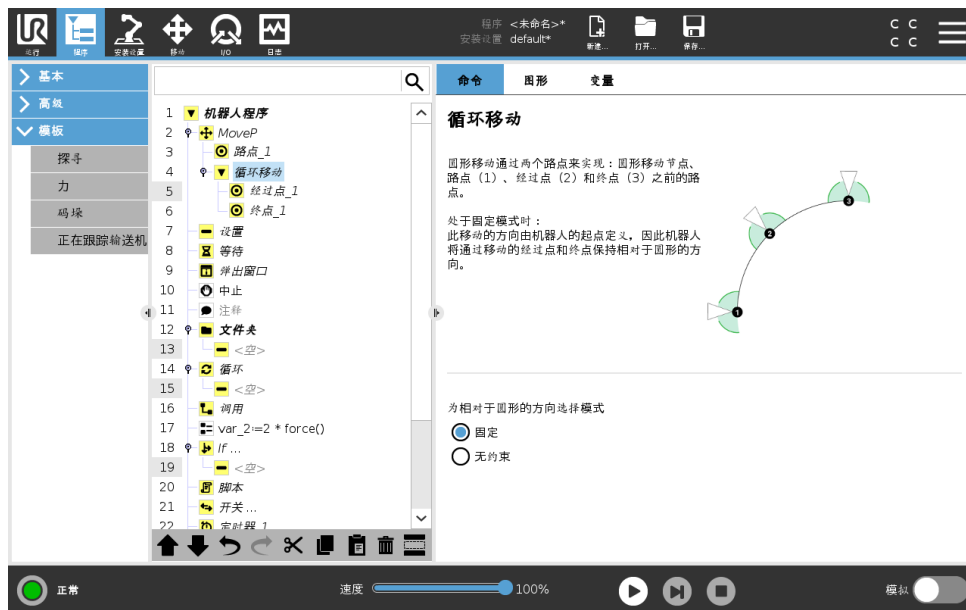 程序 <未命名>*
安装设置 default*
运行
程序
安装设置
移动
I/O
日志
新建...
打开...
保存...
C C
C C
基本
高级
模板
探寻
力
码垛
正在跟踪输送机
1 机器人程序
2 MoveP
3 路点_1
4 循环移动
5 经过点_1
6 终点_1
7 设置
8 等待
9 弹出窗口
10 中止
11 注释
12 文件夹
13 <空>
14 循环
15 <空>
16 调用
17 var_2:=2 * force()
18 If ...
19 <空>
20 脚本
21 开关 ...
22 定时器_1
命令
图形
变量
循环移动
圆形移动通过两个路点来实现：圆形移动节点、
路点（1）、经过点（2）和终点（3）之前的路
点。
处于固定模式时：
此移动的方向由机器人的起点定义，因此机器人
将通过移动的经过点和终点保持相对于圆形的方
向。
3
2
1
为相对于圆形的方向选择模式
固定
无约束
正常
速度
100%
模拟